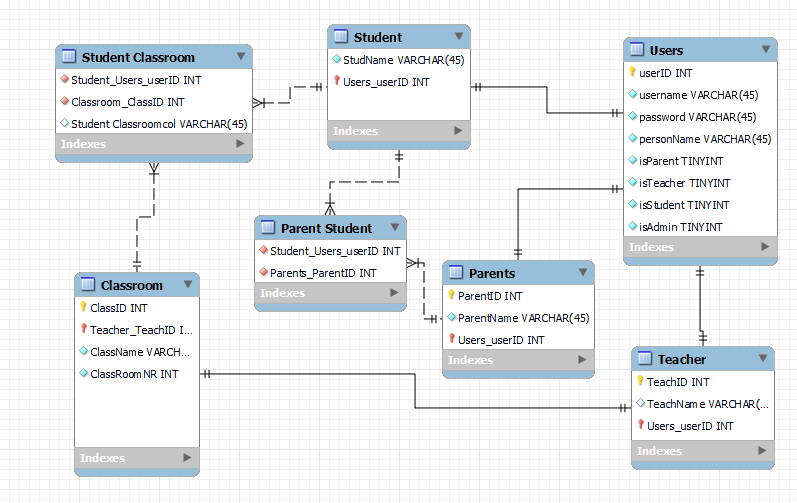 Student Classroom
Student_Users_userID INT
Classroom_ClassID INT
Student Classroomcol VARCHAR(45)
Indexes
Student
StudName VARCHAR(45)
Users_userID INT
Indexes
Users
userID INT
username VARCHAR(45)
password VARCHAR(45)
personName VARCHAR(45)
isParent TINYINT
isTeacher TINYINT
isStudent TINYINT
isAdmin TINYINT
Indexes
Parent Student
Student_Users_userID INT
Parents_ParentID INT
Indexes
Parents
ParentID INT
ParentName VARCHAR(45)
Users_userID INT
Indexes
Classroom
ClassID INT
Teacher_TeachID I...
ClassName VARCH...
ClassRoomNR INT
Indexes
Teacher
TeachID INT
TeachName VARCHAR(...
Users_userID INT
Indexes